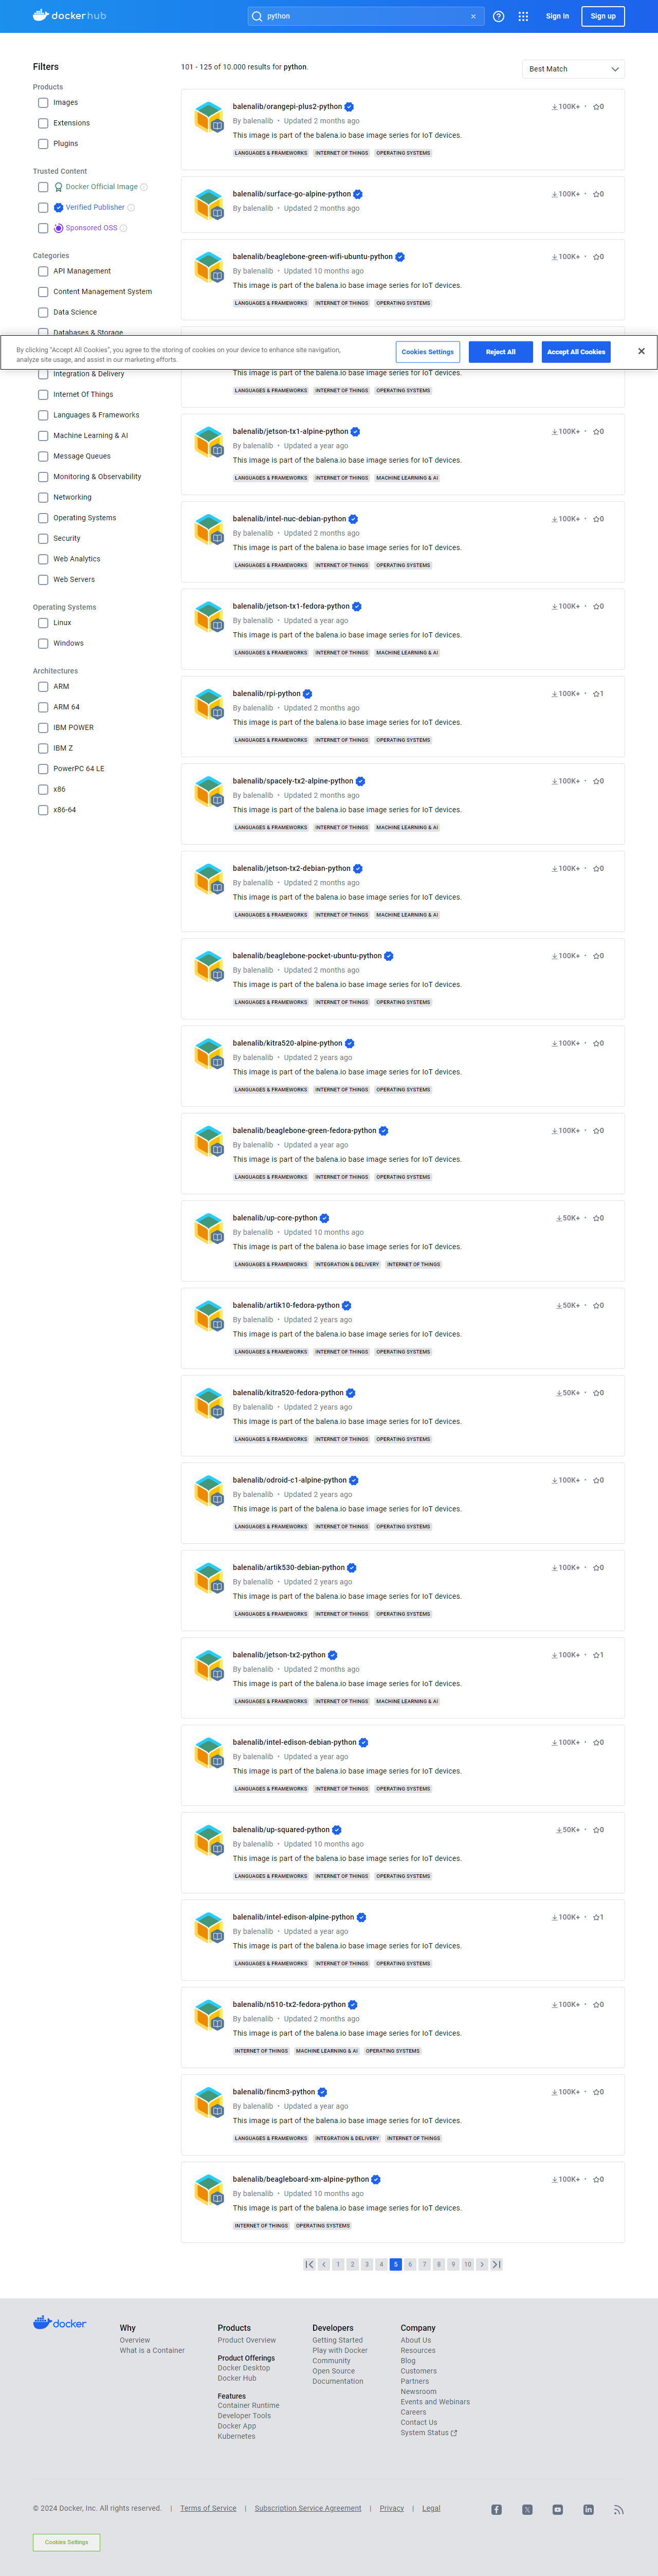 docker hub
python
Sign In
Sign up
Filters
Products
Images
Extensions
Plugins
Trusted Content
Docker Official Image
Verified Publisher
Sponsored OSS
Categories
API Management
Content Management System
Data Science
Databases & Storage
Integration & Delivery
Internet Of Things
Languages & Frameworks
Machine Learning & AI
Message Queues
Monitoring & Observability
Networking
Operating Systems
Security
Web Analytics
Web Servers
Operating Systems
Linux
Windows
Architectures
ARM
ARM 64
IBM POWER
IBM Z
PowerPC 64 LE
x86
x86-64
101 - 125 of 10.000 results for python.
Best Match
balenalib/orangepi-plus2-python 100K+ • 0
By balenalib • Updated 2 months ago
This image is part of the balena.io base image series for IoT devices.
LANGUAGES & FRAMEWORKS INTERNET OF THINGS OPERATING SYSTEMS
balenalib/surface-go-alpine-python 100K+ • 0
By balenalib • Updated 2 months ago
balenalib/beaglebone-green-wifi-ubuntu-python 100K+ • 0
By balenalib • Updated 10 months ago
This image is part of the balena.io base image series for IoT devices.
LANGUAGES & FRAMEWORKS INTERNET OF THINGS OPERATING SYSTEMS
By clicking "Accept All Cookies", you agree to the storing of cookies on your device to enhance site navigation,
analyze site usage, and assist in our marketing efforts.
Cookies Settings
Reject All
Accept All Cookies
This image is part of the balena.io base image series for IoT devices.
LANGUAGES & FRAMEWORKS INTERNET OF THINGS OPERATING SYSTEMS
balenalib/jetson-tx1-alpine-python 100K+ • 0
By balenalib • Updated a year ago
This image is part of the balena.io base image series for IoT devices.
LANGUAGES & FRAMEWORKS INTERNET OF THINGS MACHINE LEARNING & AI
balenalib/intel-nuc-debian-python 100K+ • 0
By balenalib • Updated 2 months ago
This image is part of the balena.io base image series for IoT devices.
LANGUAGES & FRAMEWORKS INTERNET OF THINGS OPERATING SYSTEMS
balenalib/jetson-tx1-fedora-python 100K+ • 0
By balenalib • Updated a year ago
This image is part of the balena.io base image series for IoT devices.
LANGUAGES & FRAMEWORKS INTERNET OF THINGS MACHINE LEARNING & AI
balenalib/rpi-python 100K+ • 1
By balenalib • Updated 2 months ago
This image is part of the balena.io base image series for IoT devices.
LANGUAGES & FRAMEWORKS INTERNET OF THINGS OPERATING SYSTEMS
balenalib/spacely-tx2-alpine-python 100K+ • 0
By balenalib • Updated 2 months ago
This image is part of the balena.io base image series for IoT devices.
LANGUAGES & FRAMEWORKS INTERNET OF THINGS MACHINE LEARNING & AI
balenalib/jetson-tx2-debian-python 100K+ • 0
By balenalib • Updated 2 months ago
This image is part of the balena.io base image series for IoT devices.
LANGUAGES & FRAMEWORKS INTERNET OF THINGS MACHINE LEARNING & AI
balenalib/beaglebone-pocket-ubuntu-python 100K+ • 0
By balenalib • Updated 2 months ago
This image is part of the balena.io base image series for IoT devices.
LANGUAGES & FRAMEWORKS INTERNET OF THINGS OPERATING SYSTEMS
balenalib/kitra520-alpine-python 100K+ • 0
By balenalib • Updated 2 years ago
This image is part of the balena.io base image series for IoT devices.
LANGUAGES & FRAMEWORKS INTERNET OF THINGS OPERATING SYSTEMS
balenalib/beaglebone-green-fedora-python 100K+ • 0
By balenalib • Updated a year ago
This image is part of the balena.io base image series for IoT devices.
LANGUAGES & FRAMEWORKS INTERNET OF THINGS OPERATING SYSTEMS
balenalib/up-core-python 50K+ • 0
By balenalib • Updated 10 months ago
This image is part of the balena.io base image series for IoT devices.
LANGUAGES & FRAMEWORKS INTEGRATION & DELIVERY INTERNET OF THINGS
balenalib/artik10-fedora-python 50K+ • 0
By balenalib • Updated 2 years ago
This image is part of the balena.io base image series for IoT devices.
LANGUAGES & FRAMEWORKS INTERNET OF THINGS OPERATING SYSTEMS
balenalib/kitra520-fedora-python 50K+ • 0
By balenalib • Updated 2 years ago
This image is part of the balena.io base image series for IoT devices.
LANGUAGES & FRAMEWORKS INTERNET OF THINGS OPERATING SYSTEMS
balenalib/odroid-c1-alpine-python 100K+ • 0
By balenalib • Updated 2 years ago
This image is part of the balena.io base image series for IoT devices.
LANGUAGES & FRAMEWORKS INTERNET OF THINGS OPERATING SYSTEMS
balenalib/artik530-debian-python 100K+ • 0
By balenalib • Updated 2 years ago
This image is part of the balena.io base image series for IoT devices.
LANGUAGES & FRAMEWORKS INTERNET OF THINGS OPERATING SYSTEMS
balenalib/jetson-tx2-python 100K+ • 1
By balenalib • Updated 2 months ago
This image is part of the balena.io base image series for IoT devices.
LANGUAGES & FRAMEWORKS INTERNET OF THINGS MACHINE LEARNING & AI
balenalib/intel-edison-debian-python 100K+ • 0
By balenalib • Updated a year ago
This image is part of the balena.io base image series for IoT devices.
LANGUAGES & FRAMEWORKS INTERNET OF THINGS OPERATING SYSTEMS
balenalib/up-squared-python 50K+ • 0
By balenalib • Updated 10 months ago
This image is part of the balena.io base image series for IoT devices.
LANGUAGES & FRAMEWORKS INTERNET OF THINGS OPERATING SYSTEMS
balenalib/intel-edison-alpine-python 100K+ • 1
By balenalib • Updated a year ago
This image is part of the balena.io base image series for IoT devices.
LANGUAGES & FRAMEWORKS INTERNET OF THINGS OPERATING SYSTEMS
balenalib/n510-tx2-fedora-python 100K+ • 0
By balenalib • Updated 2 months ago
This image is part of the balena.io base image series for IoT devices.
INTERNET OF THINGS MACHINE LEARNING & AI OPERATING SYSTEMS
balenalib/fincm3-python 100K+ • 0
By balenalib • Updated a year ago
This image is part of the balena.io base image series for IoT devices.
LANGUAGES & FRAMEWORKS INTEGRATION & DELIVERY INTERNET OF THINGS
balenalib/beagleboard-xm-alpine-python 100K+ • 0
By balenalib • Updated 10 months ago
This image is part of the balena.io base image series for IoT devices.
INTERNET OF THINGS OPERATING SYSTEMS
1 2 3 4 5 6 7 8 9 10
docker
Why
Overview
What is a Container
Products
Product Overview
Product Offerings
Docker Desktop
Docker Hub
Features
Container Runtime
Developer Tools
Docker App
Kubernetes
Developers
Getting Started
Play with Docker
Community
Open Source
Documentation
Company
About Us
Resources
Blog
Customers
Partners
Newsroom
Events and Webinars
Careers
Contact Us
System Status
© 2024 Docker, Inc. All rights reserved. | Terms of Service | Subscription Service Agreement | Privacy | Legal
Cookies Settings